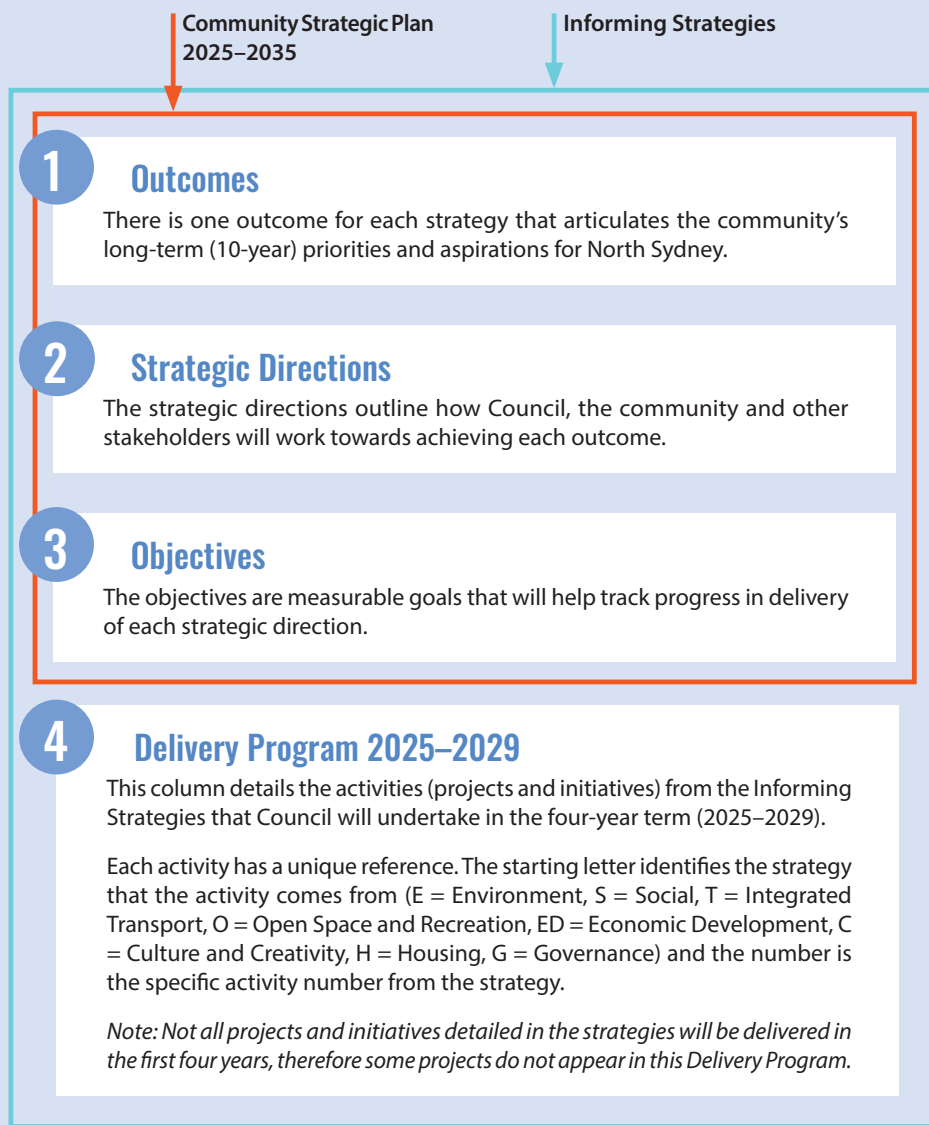 Community Strategic Plan
2025–2035
Informing Strategies
1
Outcomes
There is one outcome for each strategy that articulates the community’s
long-term (10-year) priorities and aspirations for North Sydney.
2
Strategic Directions
The strategic directions outline how Council, the community and other
stakeholders will work towards achieving each outcome.
3
Objectives
The objectives are measurable goals that will help track progress in delivery
of each strategic direction.
4
Delivery Program 2025–2029
This column details the activities (projects and initiatives) from the Informing
Strategies that Council will undertake in the four-year term (2025–2029).
Each activity has a unique reference. The starting letter identifies the strategy
that the activity comes from (E = Environment, S = Social, T = Integrated
Transport, O = Open Space and Recreation, ED = Economic Development, C
= Culture and Creativity, H = Housing, G = Governance) and the number is
the specific activity number from the strategy.
Note: Not all projects and initiatives detailed in the strategies will be delivered in
the first four years, therefore some projects do not appear in this Delivery Program.